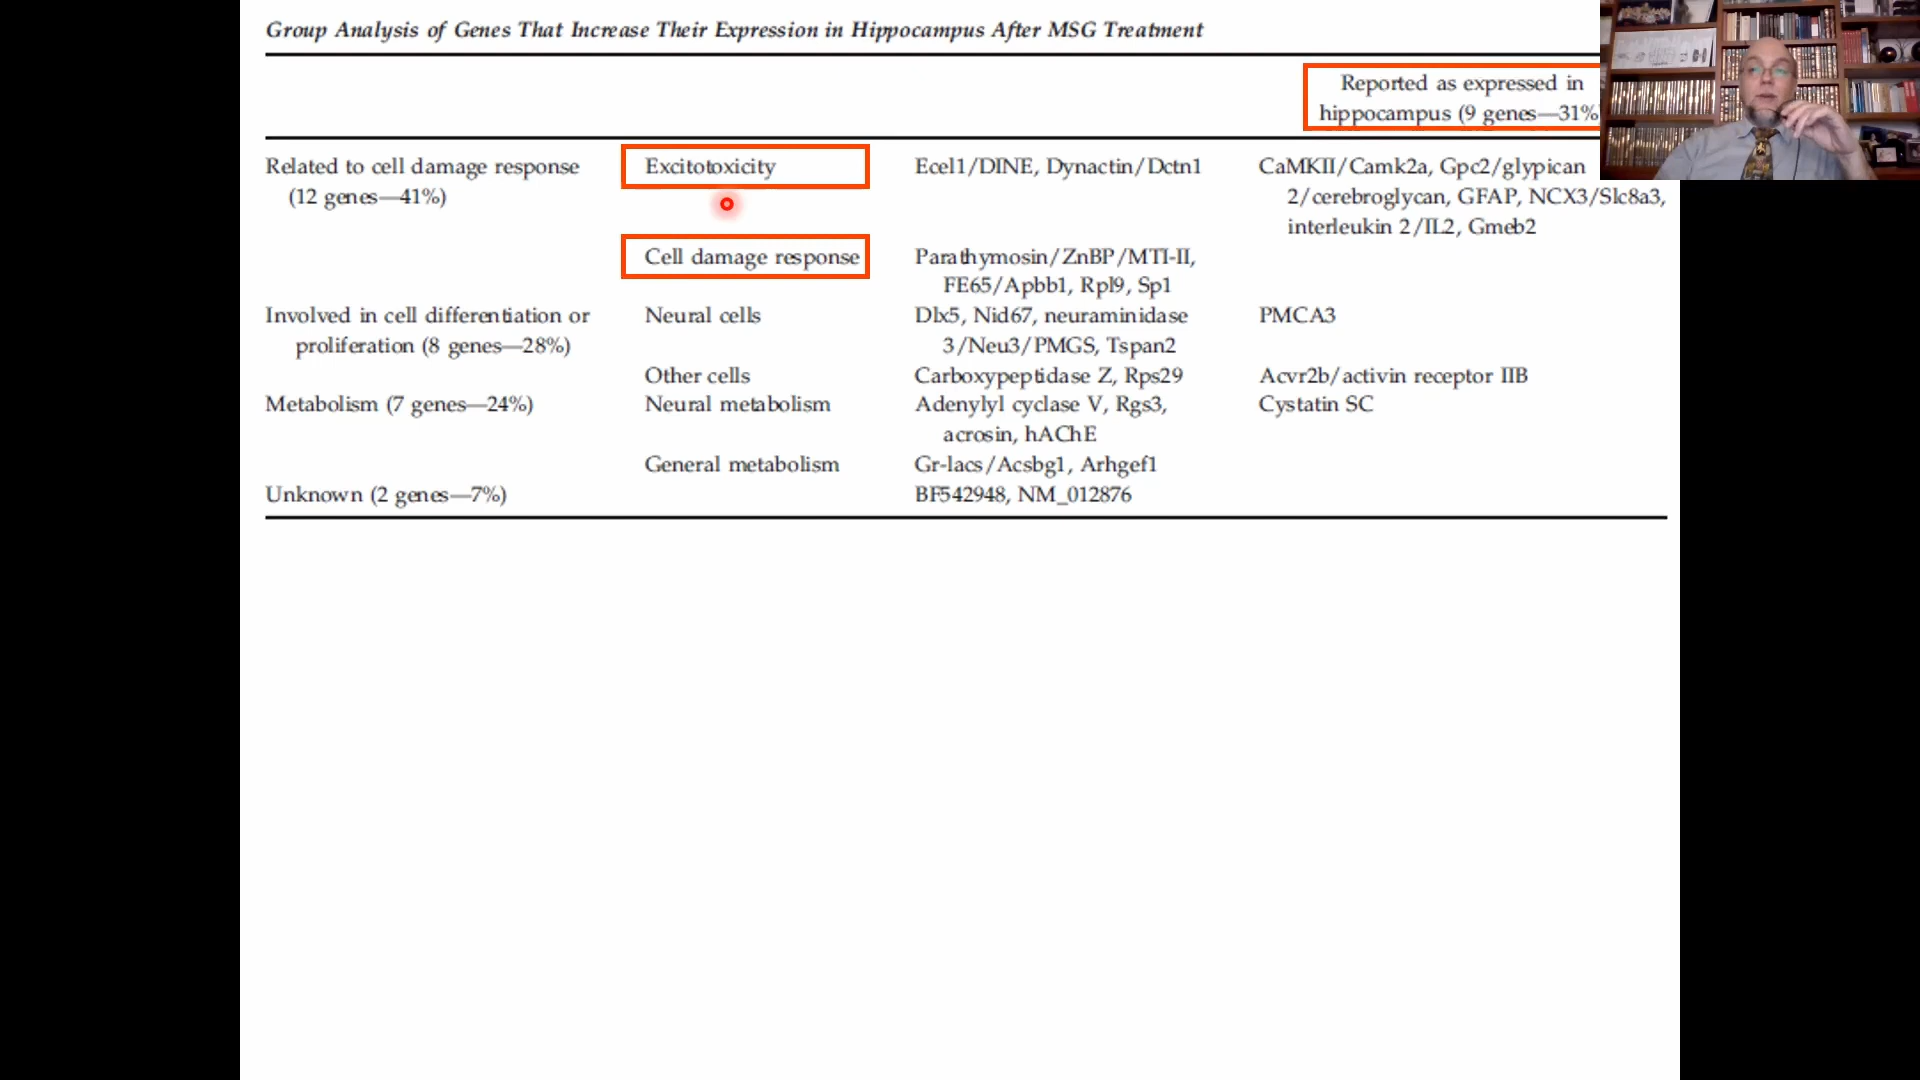 Group Analysis of Genes That Increase Their Expression in Hippocampus After MSG Treatment
Reported as expressed in
hippocampus (9 genes—31%
Related to cell damage response
(12 genes—41%)
Excitotoxicity
Ecel1/DINE, Dynactin/Dctn1
CaMKII/Camk2a, Gpc2/glypican
2/cerebroglycan, GFAP, NCX3/Slc8a3,
interleukin 2/IL2, Gmeb2
Cell damage response
Parathymosin/ZnBP/MTI-II,
FE65/Apbb1, Rpl9, Sp1
Involved in cell differentiation or
proliferation (8 genes—28%)
Neural cells
Dlx5, Nid67, neuraminidase
3/Neu3/PMGS, Tspan2
PMCA3
Other cells
Carboxypeptidase Z, Rps29
Acvr2b/activin receptor IIB
Metabolism (7 genes—24%)
Neural metabolism
Adenylyl cyclase V, Rgs3,
acrosin, hAChE
Cystatin SC
General metabolism
Gr-lacs/Acsbg1, Arhgef1
Unknown (2 genes—7%)
BF542948, NM_012876